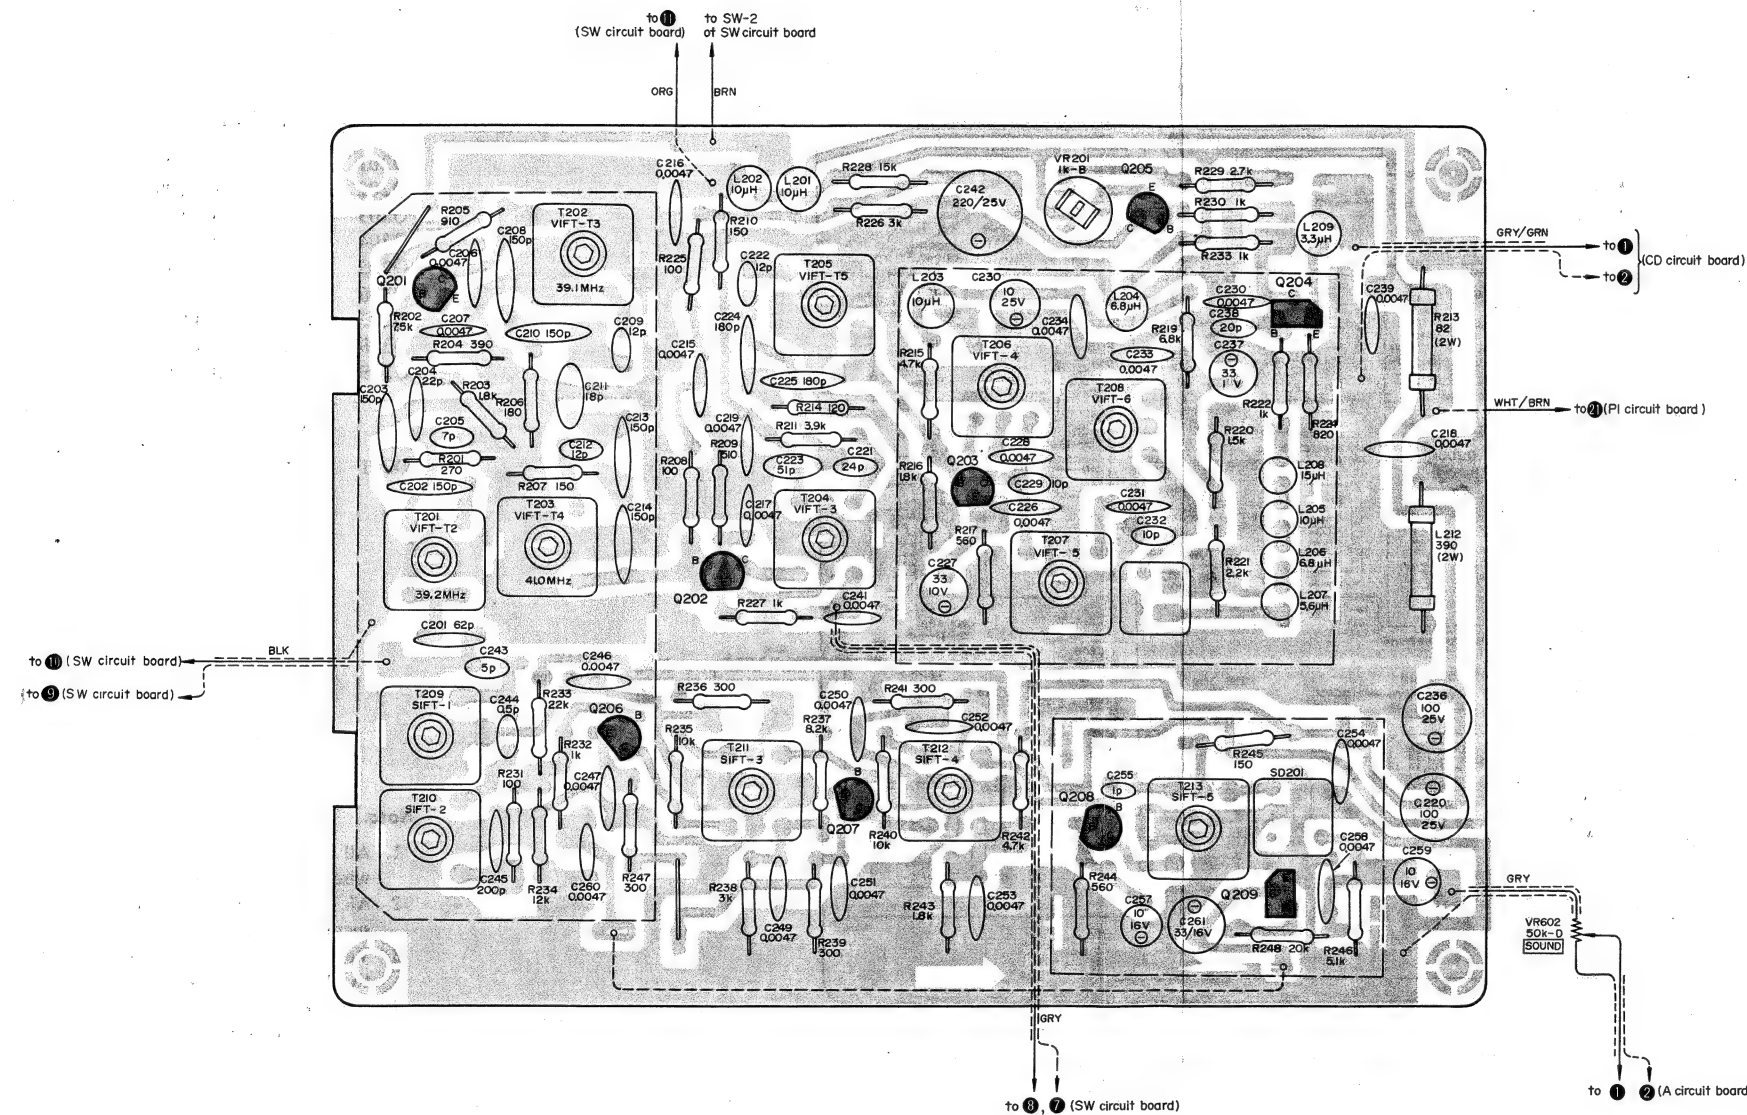 to 11
(SW circuit board)
to SW-2
of SW circuit board
ORG
BRN
C216
0.0047
L202
10μH
L201
10μH
R228 15k
R226 3k
C242
220/25V
VR201
1k-B
Q205
E
C
B
R229 2.7k
R230 1k
R233 1k
L209
3.3μH
GRY/GRN
to 1
to 2
(CD circuit board)
R205
910
C208
150p
T202
VIFT-T3
39.1MHz
C206
0.0047
Q201
C
B
E
R202
7.5k
C207
0.0047
C210 150p
C209
12p
R204 390
R210
150
R225
100
C222
12p
T205
VIFT-T5
C224
180p
C215
0.0047
C225 180p
R214 120
R211 3.9k
L203
10μH
C230
10
25V
C234
0.0047
L204
6.8μH
R219
6.8k
C230
0.0047
C238
20p
C237
33
1 V
Q204
C
B
E
C239
0.0047
R213
82
(2W)
R215
4.7k
T206
VIFT-4
C233
0.0047
T208
VIFT-6
R222
1k
R224
820
WHT/BRN
to 21 (PI circuit board)
C203
150p
C204
22p
R203
1.8k
R206
180
C211
18p
C205
7p
C212
12p
C213
150p
R201
270
C202 150p
R207 150
C219
0.0047
R209
510
R208
100
C223
51p
C221
24p
C228
0.0047
R220
1.5k
C218
0.0047
R216
1.8k
Q203
B
C
C229 10p
C226
0.0047
C231
0.0047
C232
10p
L208
15μH
L205
10μH
L206
6.8μH
L207
5.6μH
T201
VIFT-T2
39.2MHz
T203
VIFT-T4
41.0MHz
C214
150p
C217
0.0047
T204
VIFT-3
B
C
Q202
R227 1k
C241
0.0047
C227
33
10V
R217
560
T207
VIFT-5
R221
2.2k
L212
390
(2W)
C201 62p
BLK
to 10 (SW circuit board)
to 9 (SW circuit board)
C243
5p
C246
0.0047
T209
SIFT-1
C244
0.5p
R233
22k
Q206
B
R232
1k
R236 300
R235
10k
C250
0.0047
R241 300
R237
8.2k
C252
0.0047
T211
SIFT-3
T212
SIFT-4
B
Q207
R240
10k
R242
4.7k
C236
100
25V
R245
150
C254
0.0047
SD201
C255
1p
Q208
B
T213
SIFT-5
C220
100
25V
T210
SIFT-2
R231
100
C247
0.0047
C245
200p
R234
12k
C260
0.0047
R247
300
R238
3k
C249
0.0047
C251
0.0047
R239
300
R243
1.8k
C253
0.0047
R244
560
C257
10
16V
C261
33/16V
Q209
C258
0.0047
R248 20k
R246
5.1k
C259
10
16V
GRY
VR602
50k-D
SOUND
GRY
to 8, 7 (SW circuit board)
to 1 2 (A circuit board